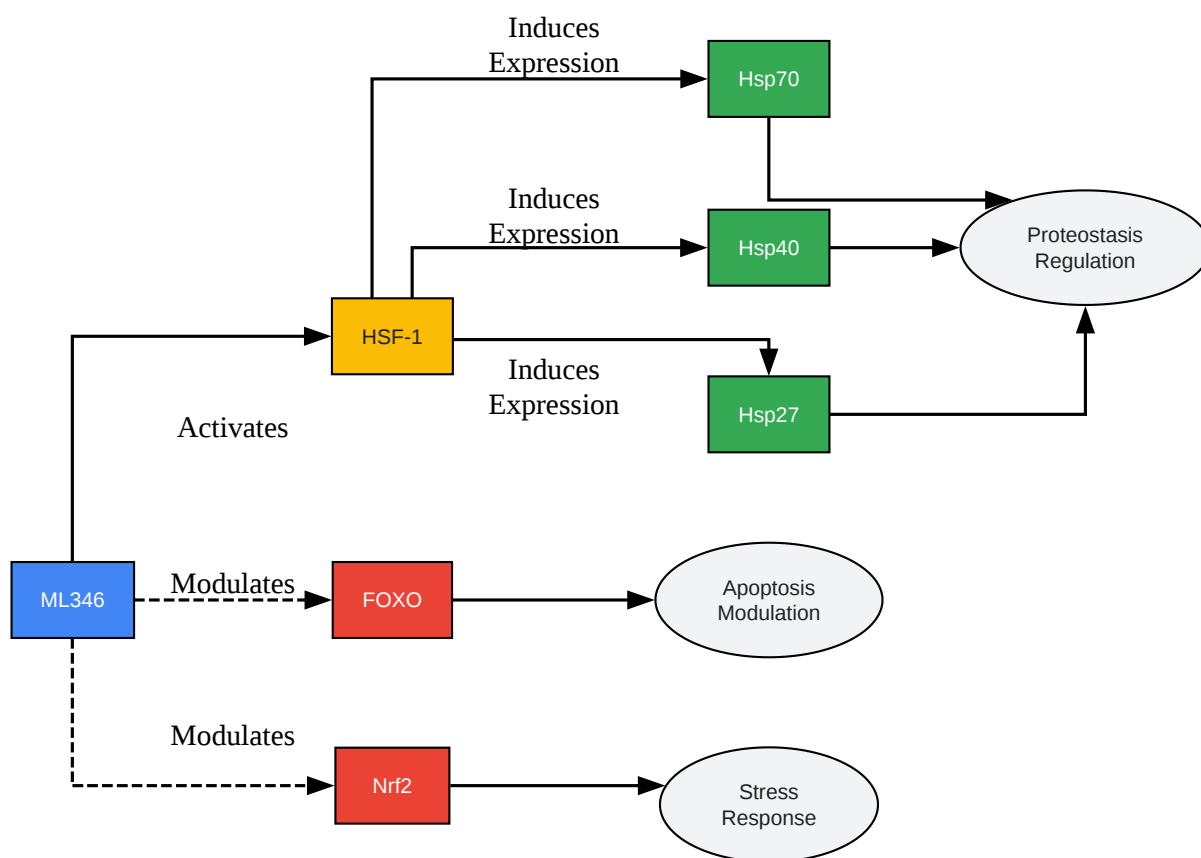 Induces
Expression
Hsp70
Induces
Expression
Hsp40
Proteostasis
Regulation
HSF-1
Induces
Expression
Hsp27
Activates
ML346
Modulates
FOXO
Apoptosis
Modulation
Modulates
Nrf2
Stress
Response